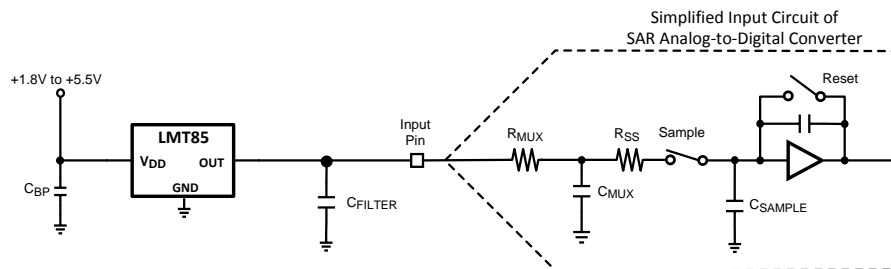 Simplified Input Circuit of
SAR Analog-to-Digital Converter
+1.8V to +5.5V
Reset
LMT85
Input
Pin
RMUX
RSS
Sample
VDD
OUT
GND
CBP
CFILTER
CMUX
CSAMPLE